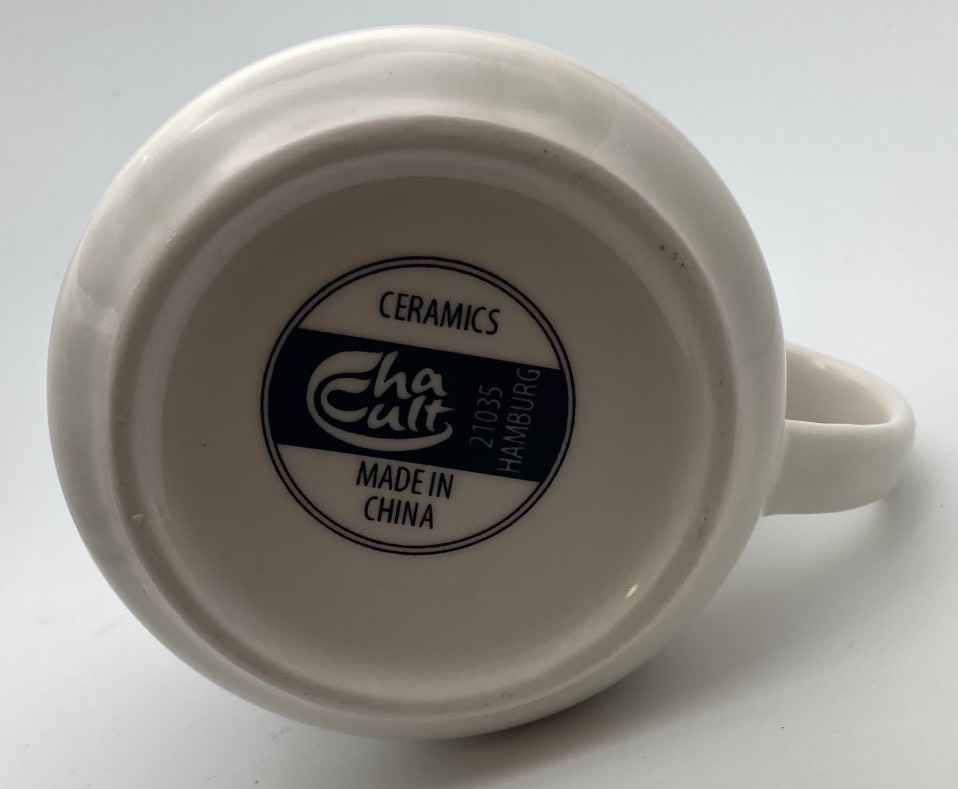 CERAMICS
Cha
Cult
21035
HAMBURG
MADE IN
CHINA